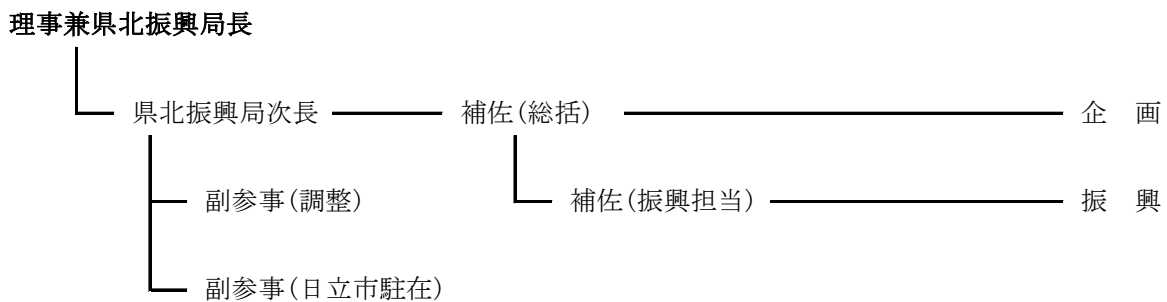 理事兼県北振興局長
県北振興局次長 補佐(総括) 企 画
副参事(調整) 補佐(振興担当) 振 興
副参事(日立市駐在)